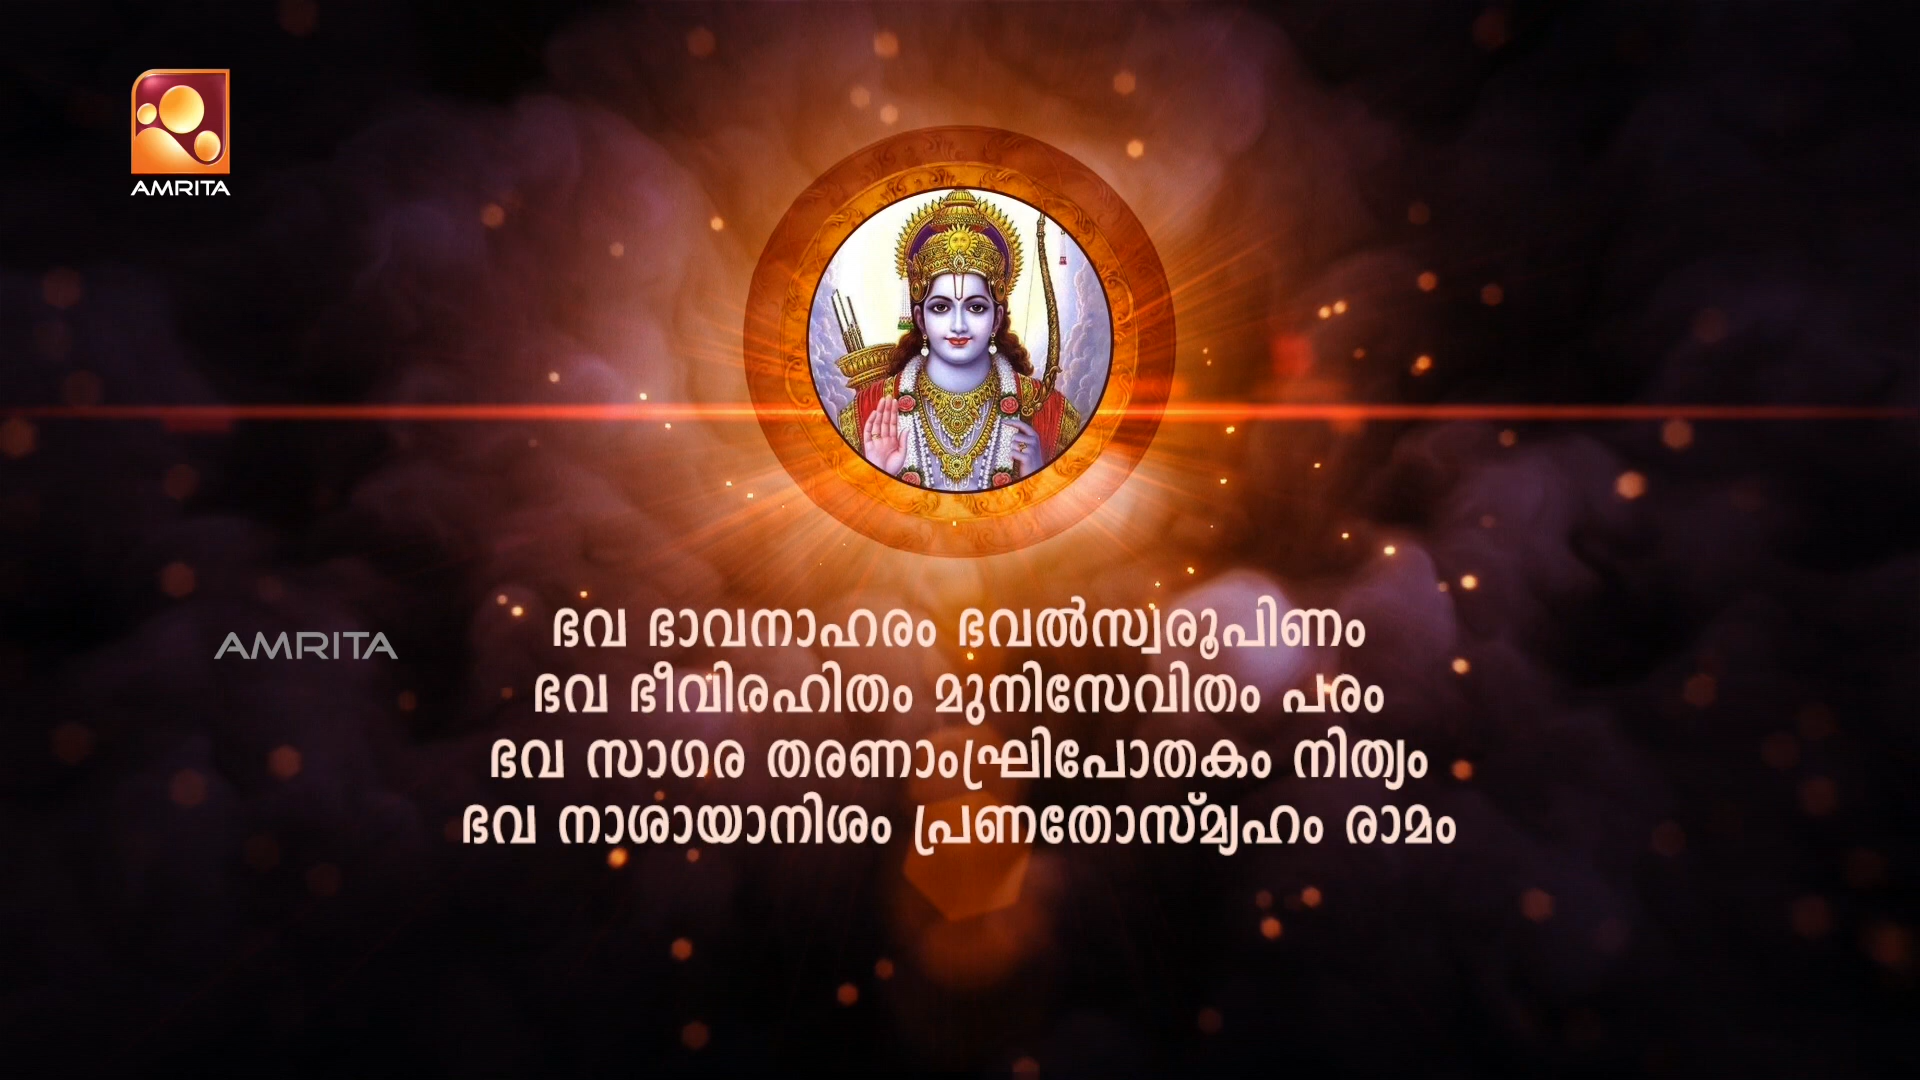 AMRITA
AMRITA
ഭവ ഭാവനാഹരം ഭവൽസ്വരൂപിണം
ഭവ ഭീവിരഹിതം മുനിസേവിതം പരം
ഭവ സാഗര തരണാംഘ്രിപോതകം നിത്യം
ഭവ നാശായാനിശം പ്രണതോസ്മ്യഹം രാമം